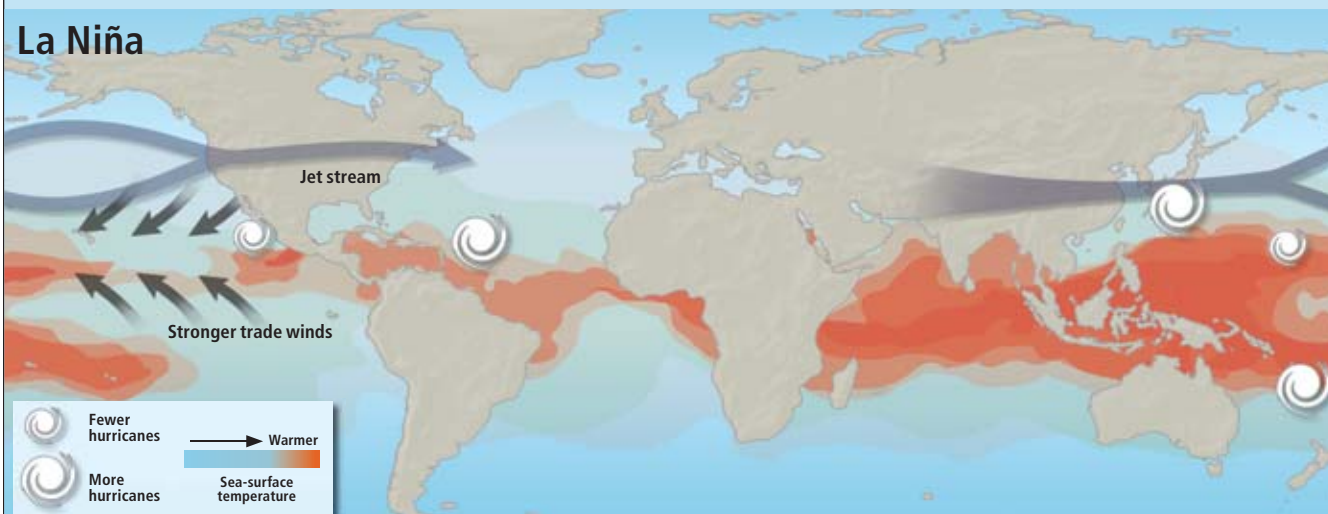 La Niña
Jet stream
Stronger trade winds
Fewer
hurricanes
More
hurricanes
Warmer
Sea-surface
temperature